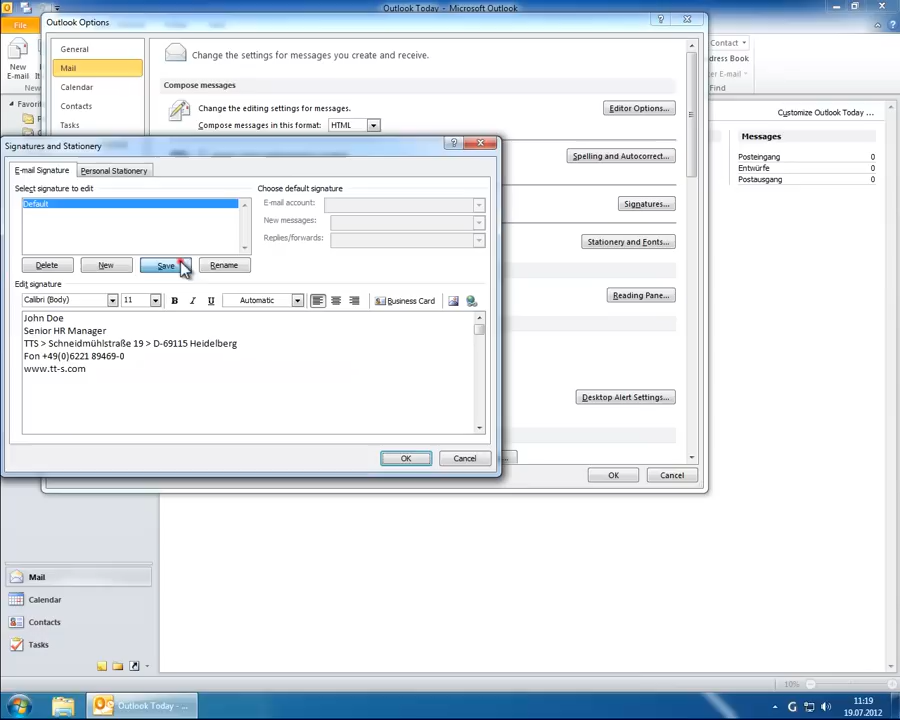 Outlook Today - Microsoft Outlook
File
Outlook Options
New
E-mail
Contact
Find
Favori
General
Mail
Calendar
Contacts
Tasks
Change the settings for messages you create and receive.
Compose messages
Change the editing settings for messages.
Editor Options...
Compose messages in this format:
HTML
Spelling and Autocorrect...
Signatures...
Stationery and Fonts...
Reading Pane...
Desktop Alert Settings...
OK
Cancel
Customize Outlook Today ...
Messages
Posteingang 0
Entwürfe 0
Postausgang 0
Signatures and Stationery
E-mail Signature
Personal Stationery
Select signature to edit
Choose default signature
Default
E-mail account:
New messages:
Replies/forwards:
Delete
New
Save
Rename
Edit signature
Calibri (Body)
11
B I U
Automatic
Business Card
John Doe
Senior HR Manager
TTS > Schneidmühlstraße 19 > D-69115 Heidelberg
Fon +49(0)6221 89469-0
www.tt-s.com
OK
Cancel
Mail
Calendar
Contacts
Tasks
10%
Outlook Today - ...
11:19
19.07.2012